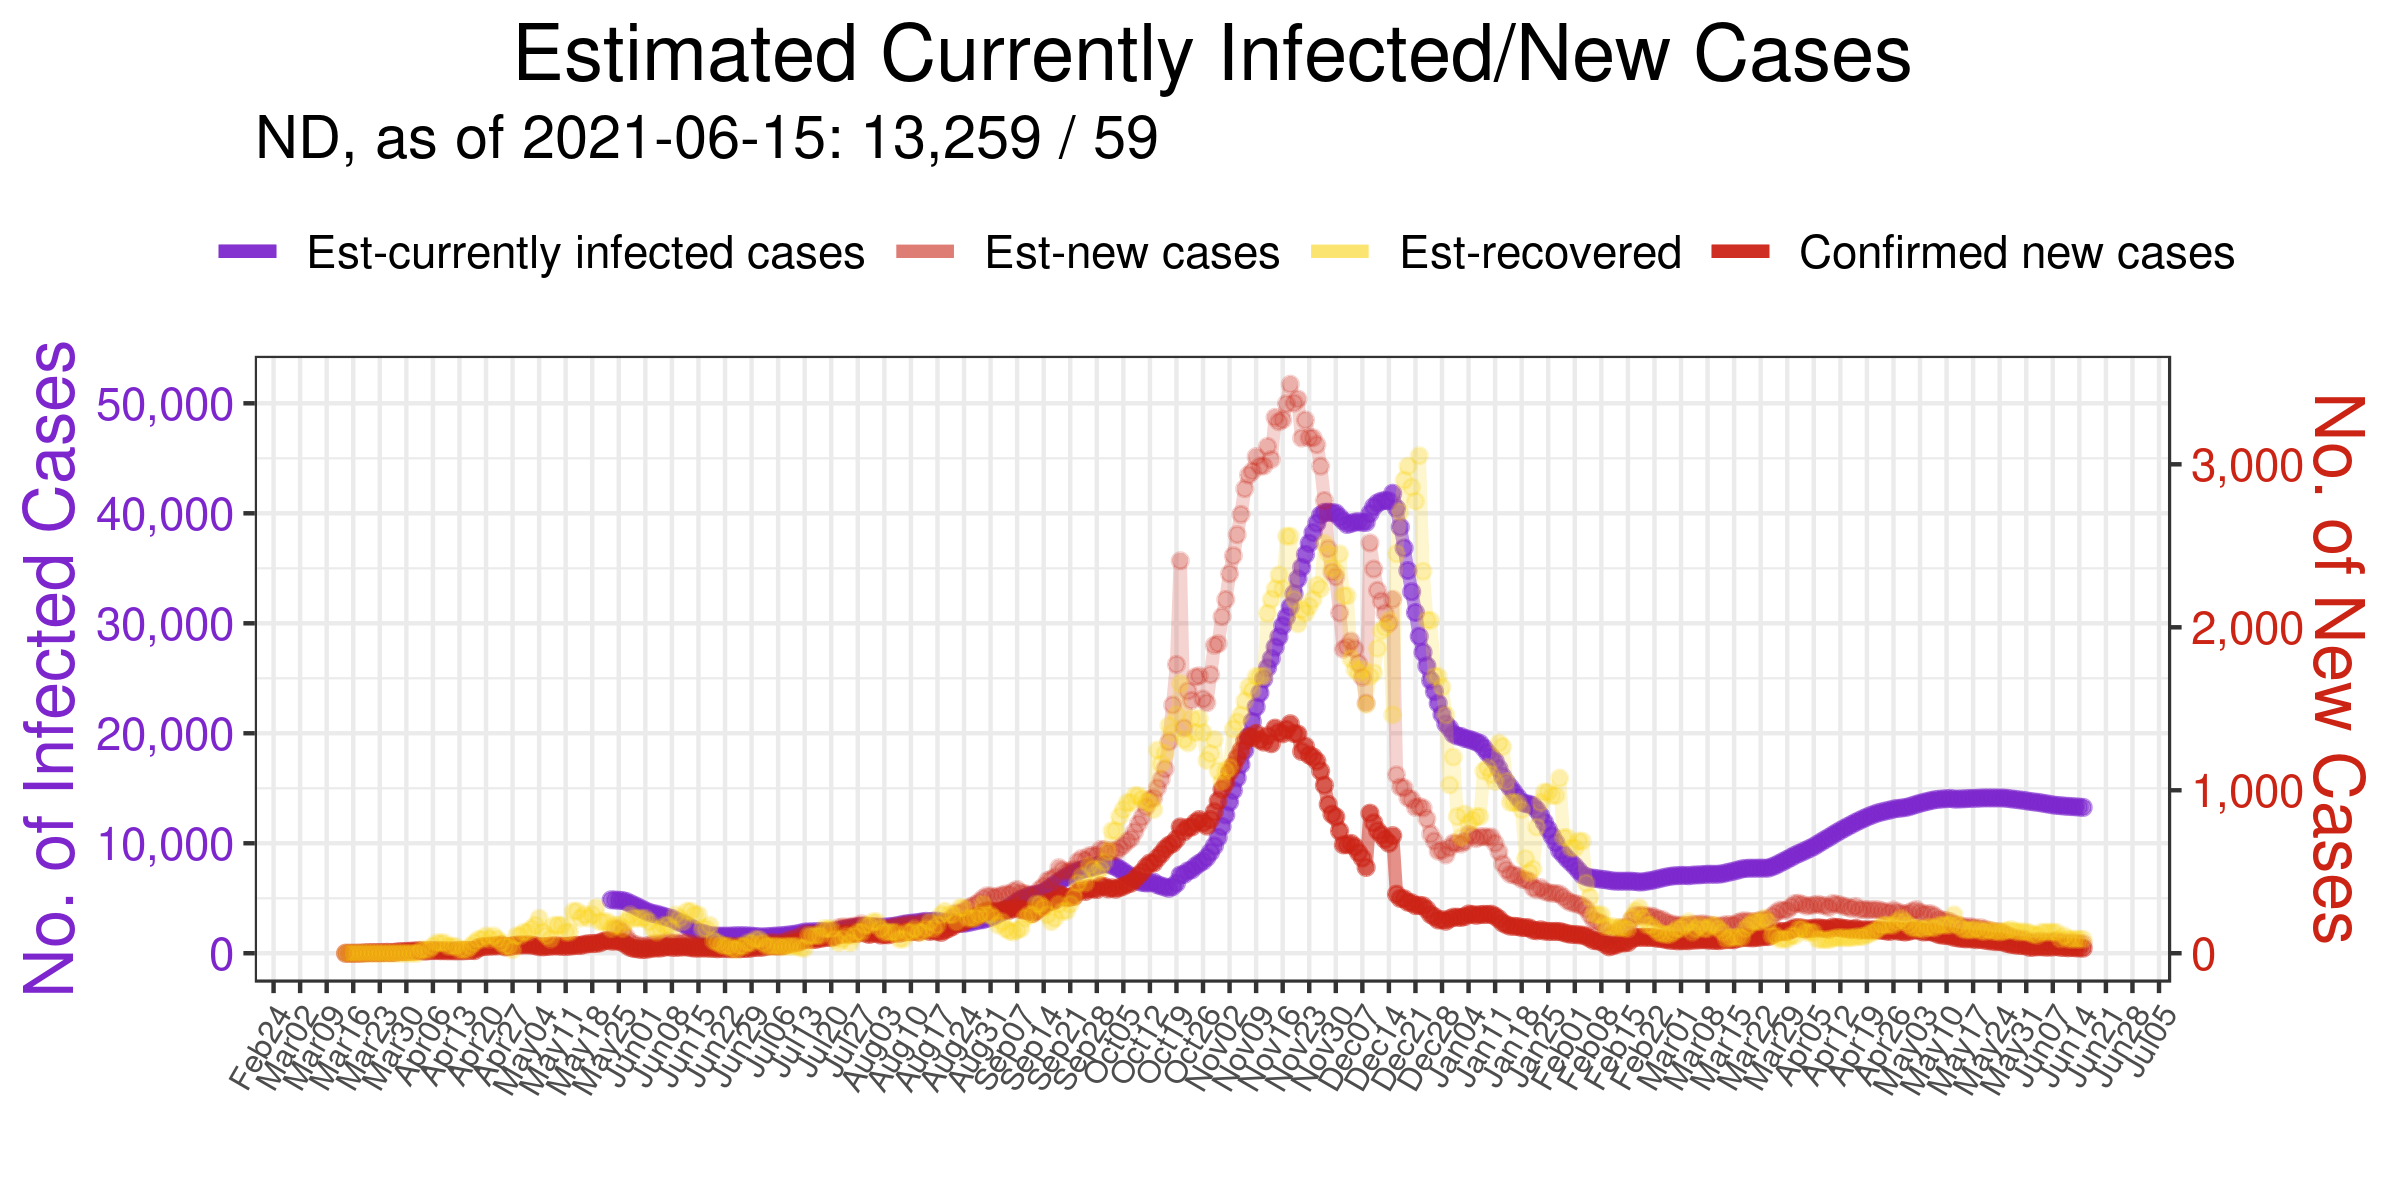 Estimated Currently Infected/New Cases
ND, as of 2021-06-15: 13,259 / 59
Est-currently infected cases Est-new cases Est-recovered Confirmed new cases
No. of Infected Cases
50,000
40,000
30,000
20,000
10,000
0
3,000
2,000
1,000
0
No. of New Cases
Feb24
Mar02
Mar09
Mar16
Mar23
Mar30
Apr06
Apr13
Apr20
Apr27
May04
May11
May18
May25
Jun01
Jun08
Jun15
Jun22
Jun29
Jul06
Jul13
Jul20
Jul27
Aug03
Aug10
Aug17
Aug24
Aug31
Sep07
Sep14
Sep21
Sep28
Oct05
Oct12
Oct19
Oct26
Nov02
Nov09
Nov16
Nov23
Nov30
Dec07
Dec14
Dec21
Dec28
Jan04
Jan11
Jan18
Jan25
Feb01
Feb08
Feb15
Feb22
Mar01
Mar08
Mar15
Mar22
Mar29
Apr05
Apr12
Apr19
Apr26
May03
May10
May17
May24
May31
Jun07
Jun14
Jun21
Jun28
Jul05